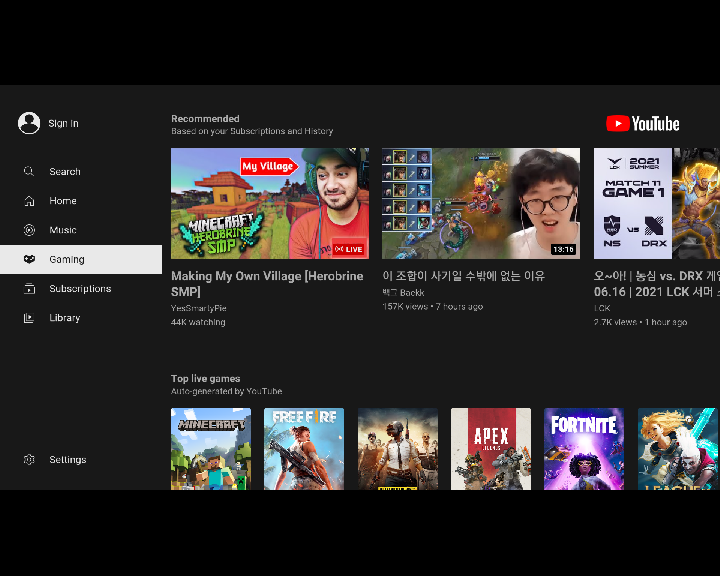 Sign in
Search
Home
Music
Gaming
Subscriptions
Library
Settings
YouTube
Recommended
Based on your Subscriptions and History
My Village
MINECRAFT
HEROBRINE
SMP
LIVE
Making My Own Village [Herobrine
SMP]
YesSmartyPie
44K watching
13:16
이 조합이 사기일 수밖에 없는 이유
백크 Baekk
157K views • 7 hours ago
LCK
2021
SUMMER
MATCH 11
GAME 1
VS
NS
DRX
오~아! | 농심 vs. DRX 게임
06.16 | 2021 LCK 서머
LCK
2.7K views • 1 hour ago
Top live games
Auto-generated by YouTube
MINECRAFT
FREE FIRE
APEX
LEGENDS
FORTNITE
LEAGUE